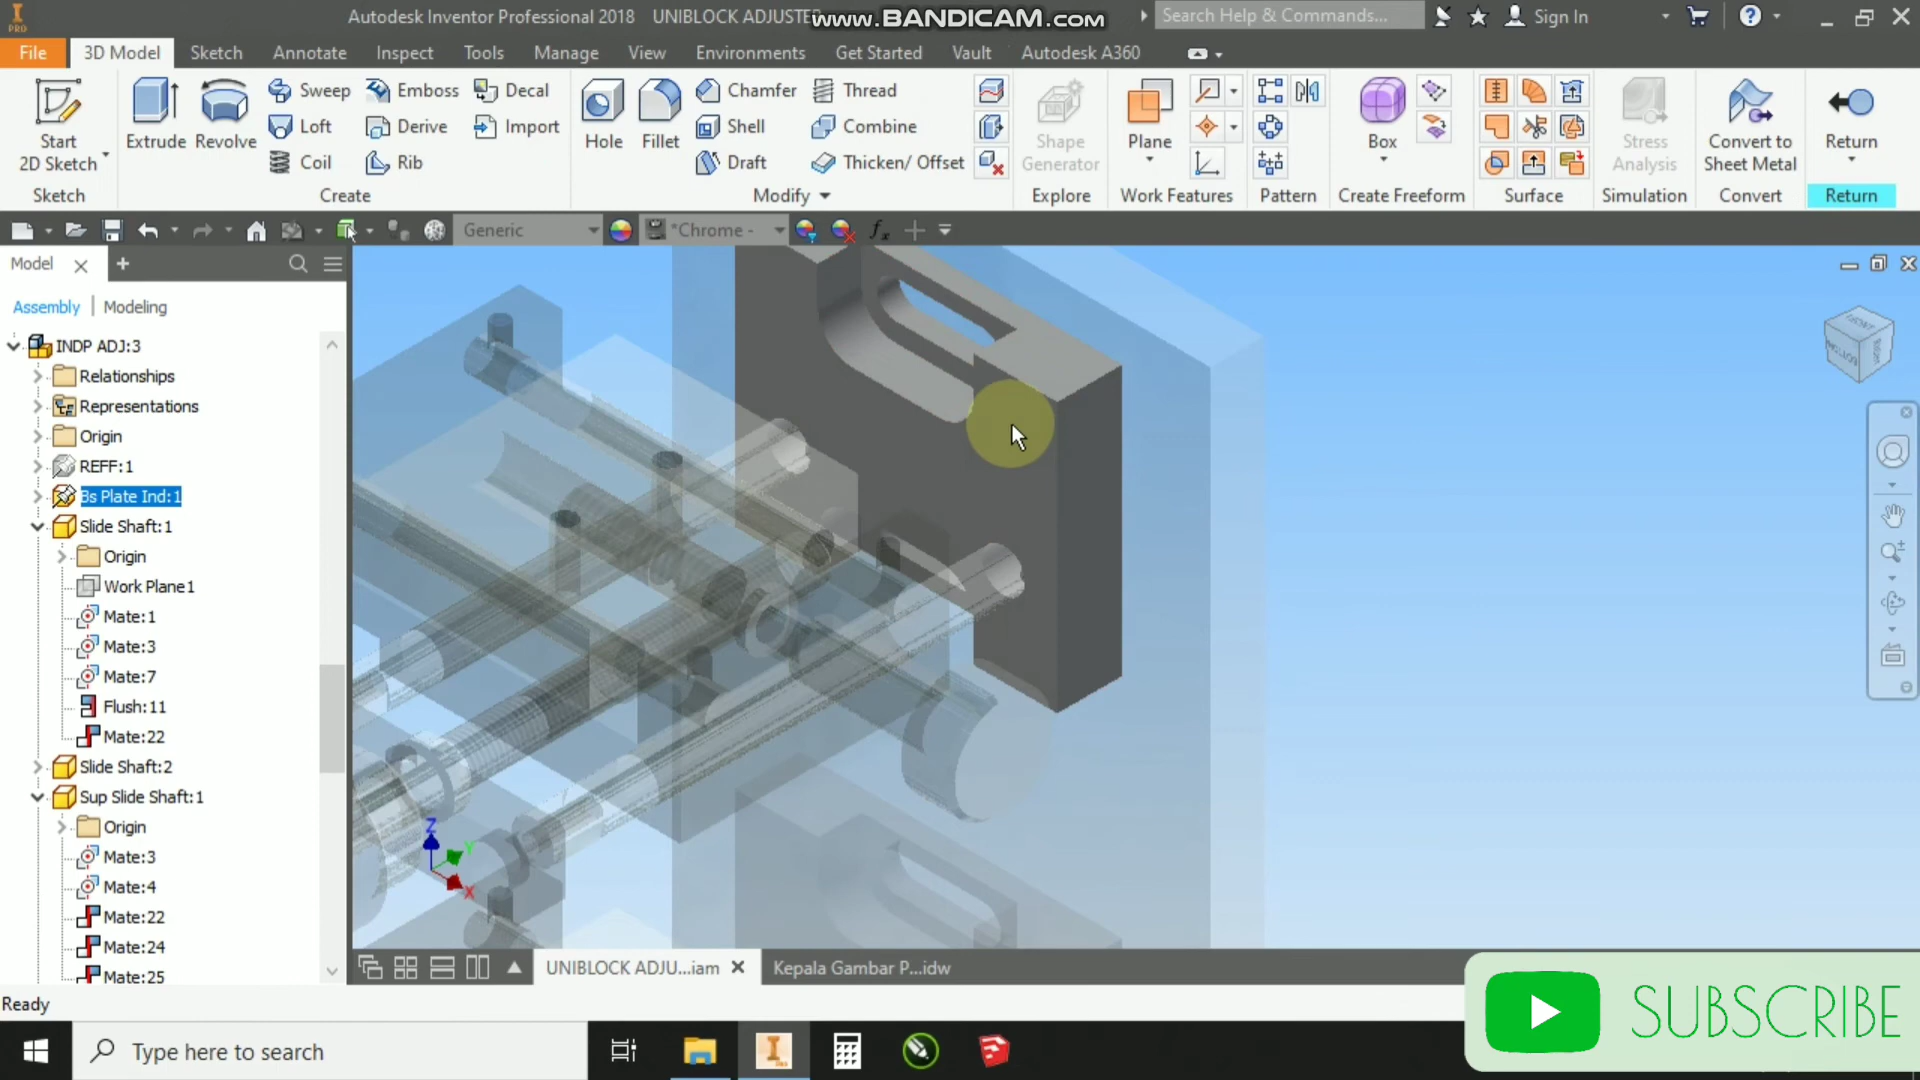 Autodesk Inventor Professional 2018 UNIBLOCK ADJUSTER
www.BANDICAM.com
Search Help & Commands...
Sign In
PRO
File
3D Model
Sketch
Annotate
Inspect
Tools
Manage
View
Environments
Get Started
Vault
Autodesk A360
Start
2D Sketch
Extrude
Revolve
Sweep
Loft
Coil
Emboss
Derive
Rib
Decal
Import
Hole
Fillet
Chamfer
Shell
Draft
Thread
Combine
Thicken/ Offset
Shape
Generator
Plane
Box
Stress
Analysis
Convert to
Sheet Metal
Return
Sketch
Create
Modify
Explore
Work Features
Pattern
Create Freeform
Surface
Simulation
Convert
Return
Generic
*Chrome -
fx
Model
Assembly
Modeling
INDP ADJ:3
Relationships
Representations
Origin
REFF:1
Bs Plate Ind:1
Slide Shaft:1
Origin
Work Plane1
Mate:1
Mate:3
Mate:7
Flush:11
Mate:22
Slide Shaft:2
Sup Slide Shaft:1
Origin
Mate:3
Mate:4
Mate:22
Mate:24
Mate:25
Z
Y
X
UNIBLOCK ADJU...iam
Kepala Gambar P...idw
Ready
SUBSCRIBE
Type here to search